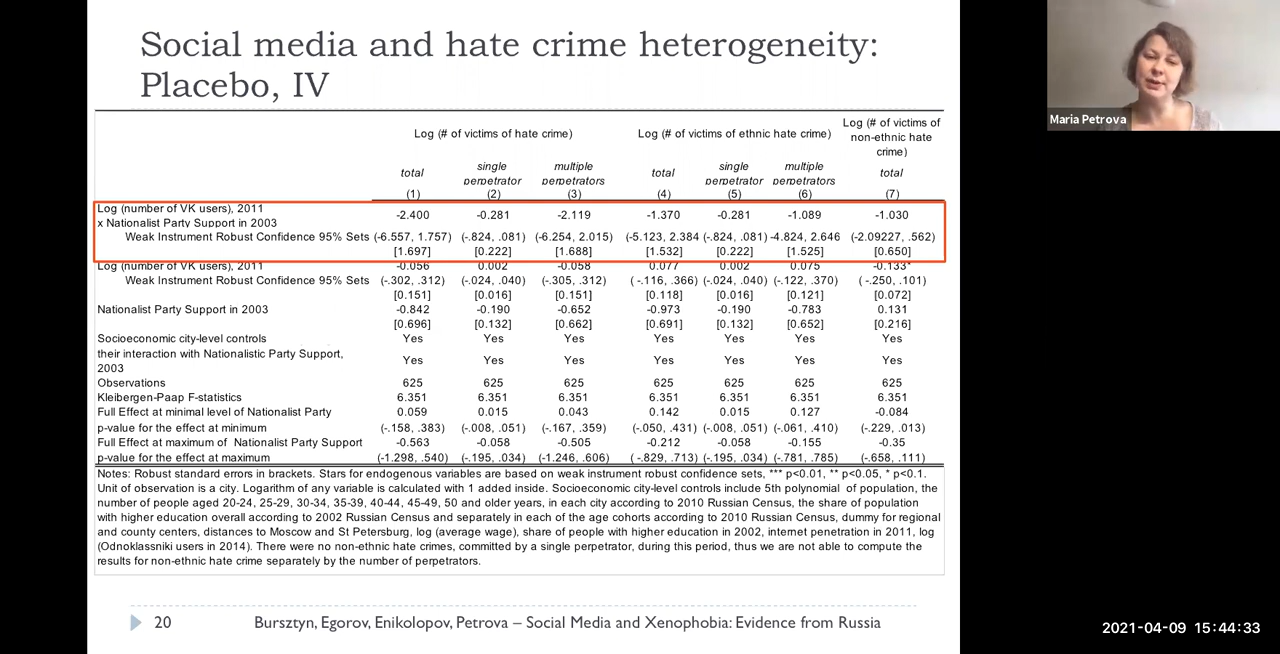 Social media and hate crime heterogeneity:
Placebo, IV
Maria Petrova
Log (# of victims of hate crime) Log (# of victims of ethnic hate crime) Log (# of victims of non-ethnic hate crime)
total single perpetrator multiple perpetrators total single perpetrator multiple perpetrators total
(1) (2) (3) (4) (5) (6) (7)
Log (number of VK users), 2011
x Nationalist Party Support in 2003 -2.400 -0.281 -2.119 -1.370 -0.281 -1.089 -1.030
Weak Instrument Robust Confidence 95% Sets (-6.557, 1.757) (-.824, .081) (-6.254, 2.015) (-5.123, 2.384 (-.824, .081) -4.824, 2.646 (-2.09227, .562)
[1.697] [0.222] [1.688] [1.532] [0.222] [1.525] [0.650]
Log (number of VK users), 2011 -0.056 0.002 -0.058 0.077 0.002 0.075 -0.133*
Weak Instrument Robust Confidence 95% Sets (-.302, .312) (-.024, .040) (-.305, .312) ( -.116, .366) (-.024, .040) (-.122, .370) ( -.250, .101)
[0.151] [0.016] [0.151] [0.118] [0.016] [0.121] [0.072]
Nationalist Party Support in 2003 -0.842 -0.190 -0.652 -0.973 -0.190 -0.783 0.131
[0.696] [0.132] [0.662] [0.691] [0.132] [0.652] [0.216]
Socioeconomic city-level controls Yes Yes Yes Yes Yes Yes Yes
their interaction with Nationalistic Party Support,
2003 Yes Yes Yes Yes Yes Yes Yes
Observations 625 625 625 625 625 625 625
Kleibergen-Paap F-statistics 6.351 6.351 6.351 6.351 6.351 6.351 6.351
Full Effect at minimal level of Nationalist Party 0.059 0.015 0.043 0.142 0.015 0.127 -0.084
p-value for the effect at minimum (-.158, .383) (-.008, .051) (-.167, .359) (-.050, .431) (-.008, .051) (-.061, .410) (-.229, .013)
Full Effect at maximum of Nationalist Party Support -0.563 -0.058 -0.505 -0.212 -0.058 -0.155 -0.35
p-value for the effect at maximum (-1.298, .540) (-.195, .034) (-1.246, .606) ( -.829, .713) (-.195, .034) (-.781, .785) (-.658, .111)
Notes: Robust standard errors in brackets. Stars for endogenous variables are based on weak instrument robust confidence sets, *** p<0.01, ** p<0.05, * p<0.1.
Unit of observation is a city. Logarithm of any variable is calculated with 1 added inside. Socioeconomic city-level controls include 5th polynomial of population, the
number of people aged 20-24, 25-29, 30-34, 35-39, 40-44, 45-49, 50 and older years, in each city according to 2010 Russian Census, the share of population
with higher education overall according to 2002 Russian Census and separately in each of the age cohorts according to 2010 Russian Census, dummy for regional
and county centers, distances to Moscow and St Petersburg, log (average wage), share of people with higher education in 2002, internet penetration in 2011, log
(Odnoklassniki users in 2014). There were no non-ethnic hate crimes, committed by a single perpetrator, during this period, thus we are not able to compute the
results for non-ethnic hate crime separately by the number of perpetrators.
20 Bursztyn, Egorov, Enikolopov, Petrova – Social Media and Xenophobia: Evidence from Russia
2021-04-09 15:44:33